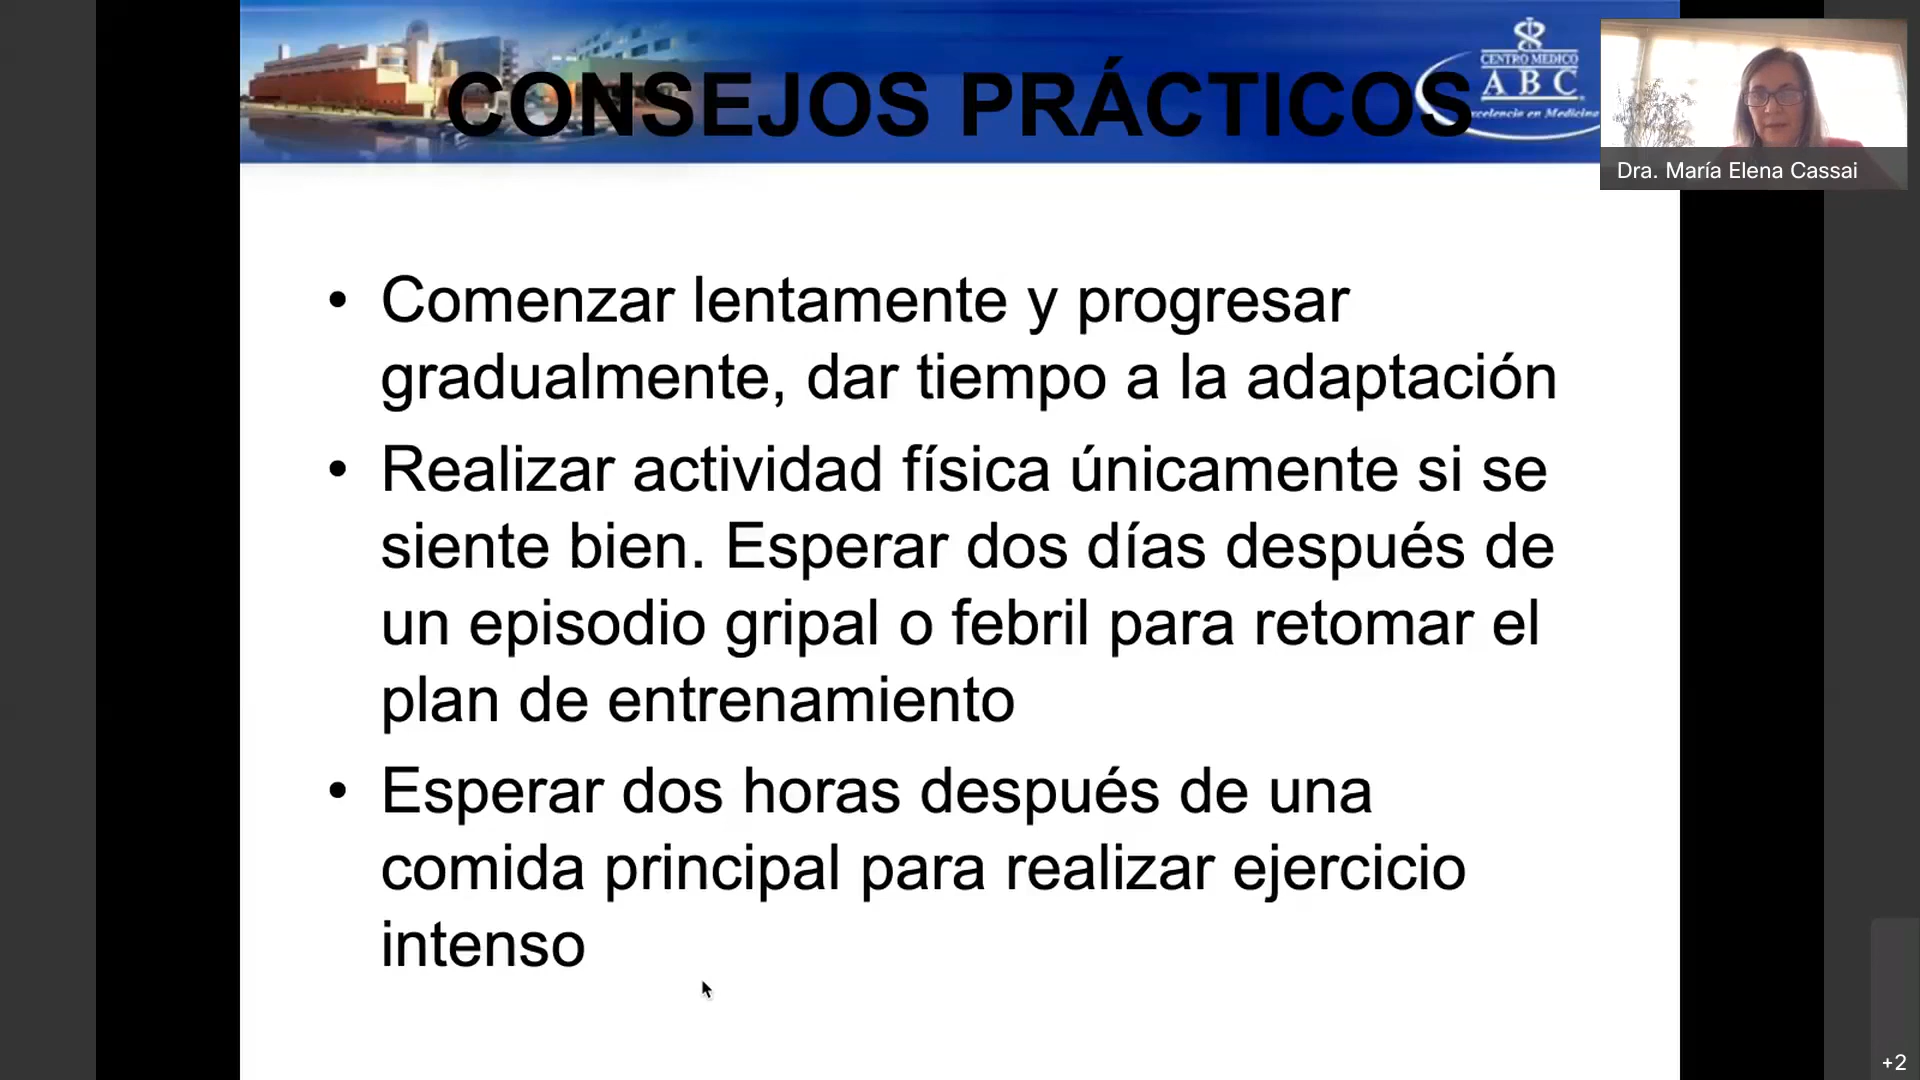 CONSEJOS PRÁCTICOS
CENTRO MEDICO
ABC
Excelencia en Medicina
Dra. María Elena Cassai
• Comenzar lentamente y progresar
gradualmente, dar tiempo a la adaptación
• Realizar actividad física únicamente si se
siente bien. Esperar dos días después de
un episodio gripal o febril para retomar el
plan de entrenamiento
• Esperar dos horas después de una
comida principal para realizar ejercicio
intenso
+2